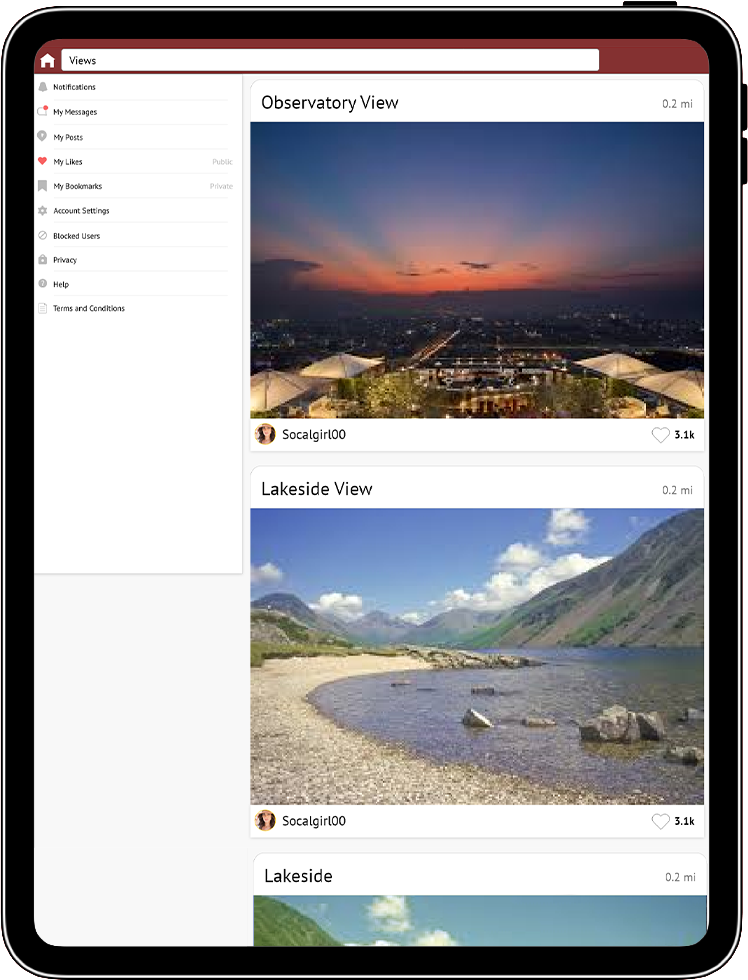 Views
Notifications
My Messages
My Posts
My Likes Public
My Bookmarks Private
Account Settings
Blocked Users
Privacy
Help
Terms and Conditions
Observatory View 0.2 mi
Socalgirl00 3.1k
Lakeside View 0.2 mi
Socalgirl00 3.1k
Lakeside 0.2 mi